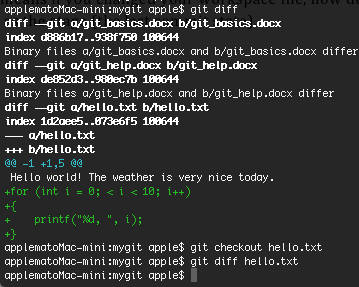 applematoMac-mini:mygit apple$ git diff
diff --git a/git_basics.docx b/git_basics.docx
index d886b17..938f750 100644
Binary files a/git_basics.docx and b/git_basics.docx differ
diff --git a/git_help.docx b/git_help.docx
index de852d3..980ec7b 100644
Binary files a/git_help.docx and b/git_help.docx differ
diff --git a/hello.txt b/hello.txt
index 1d2aee5..073e6f5 100644
--- a/hello.txt
+++ b/hello.txt
@@ -1 +1,5 @@
 Hello world! The weather is very nice today.
+for (int i = 0; < i < 10; i++)
+{
+    printf("%d, ", i);
+}
applematoMac-mini:mygit apple$ git checkout hello.txt
applematoMac-mini:mygit apple$ git diff hello.txt
applematoMac-mini:mygit apple$